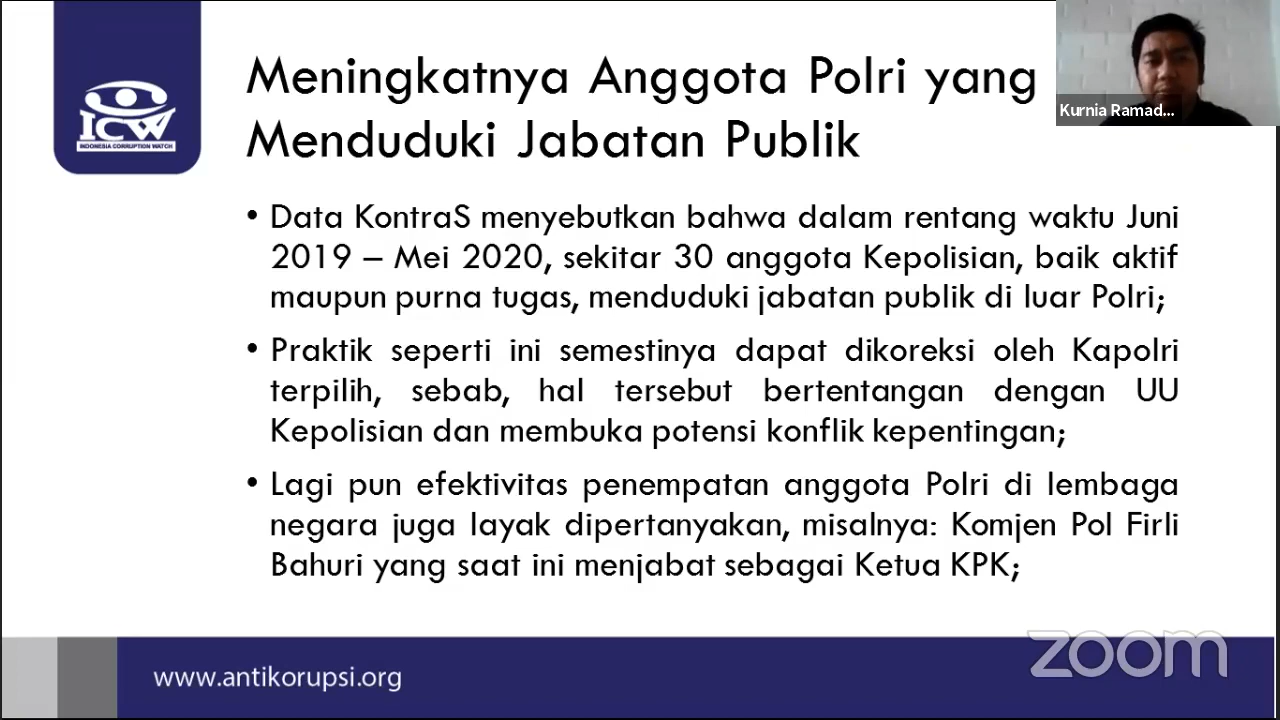 Meningkatnya Anggota Polri yang
Menduduki Jabatan Publik
Kurnia Ramad...
ICW
INDONESIA CORRUPTION WATCH
• Data KontraS menyebutkan bahwa dalam rentang waktu Juni
2019 – Mei 2020, sekitar 30 anggota Kepolisian, baik aktif
maupun purna tugas, menduduki jabatan publik di luar Polri;
• Praktik seperti ini semestinya dapat dikoreksi oleh Kapolri
terpilih, sebab, hal tersebut bertentangan dengan UU
Kepolisian dan membuka potensi konflik kepentingan;
• Lagi pun efektivitas penempatan anggota Polri di lembaga
negara juga layak dipertanyakan, misalnya: Komjen Pol Firli
Bahuri yang saat ini menjabat sebagai Ketua KPK;
zoom
www.antikorupsi.org